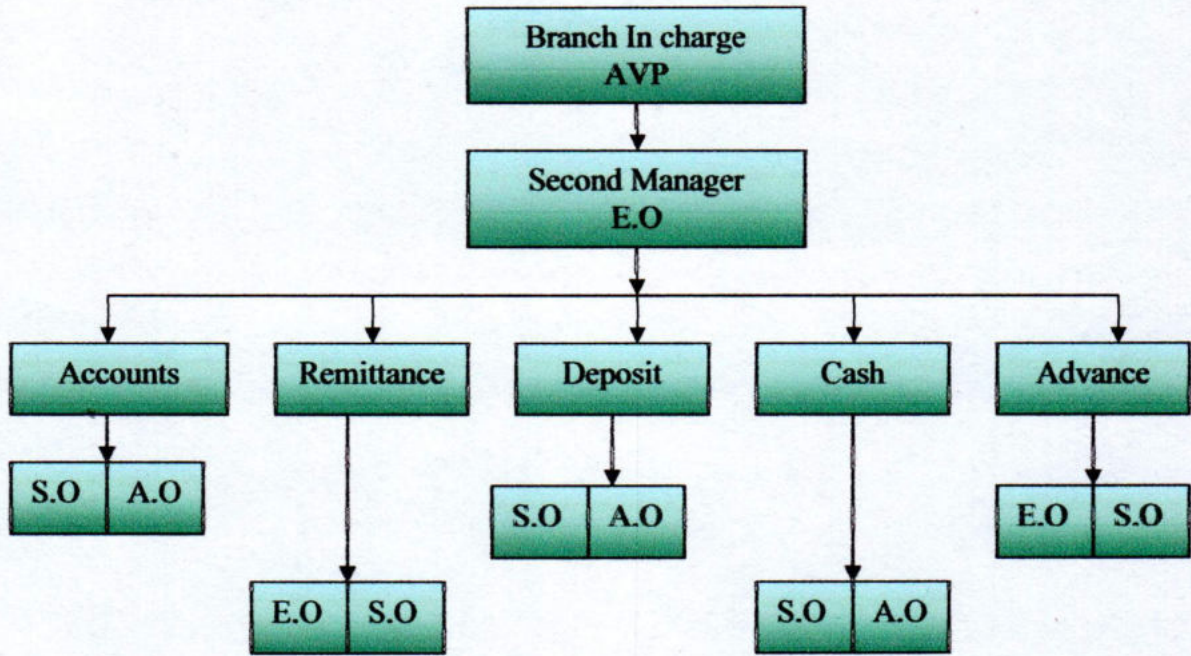 Branch In charge
AVP
Second Manager
E.O
Accounts
Remittance
Deposit
Cash
Advance
S.O
A.O
E.O
S.O
S.O
A.O
S.O
A.O
E.O
S.O